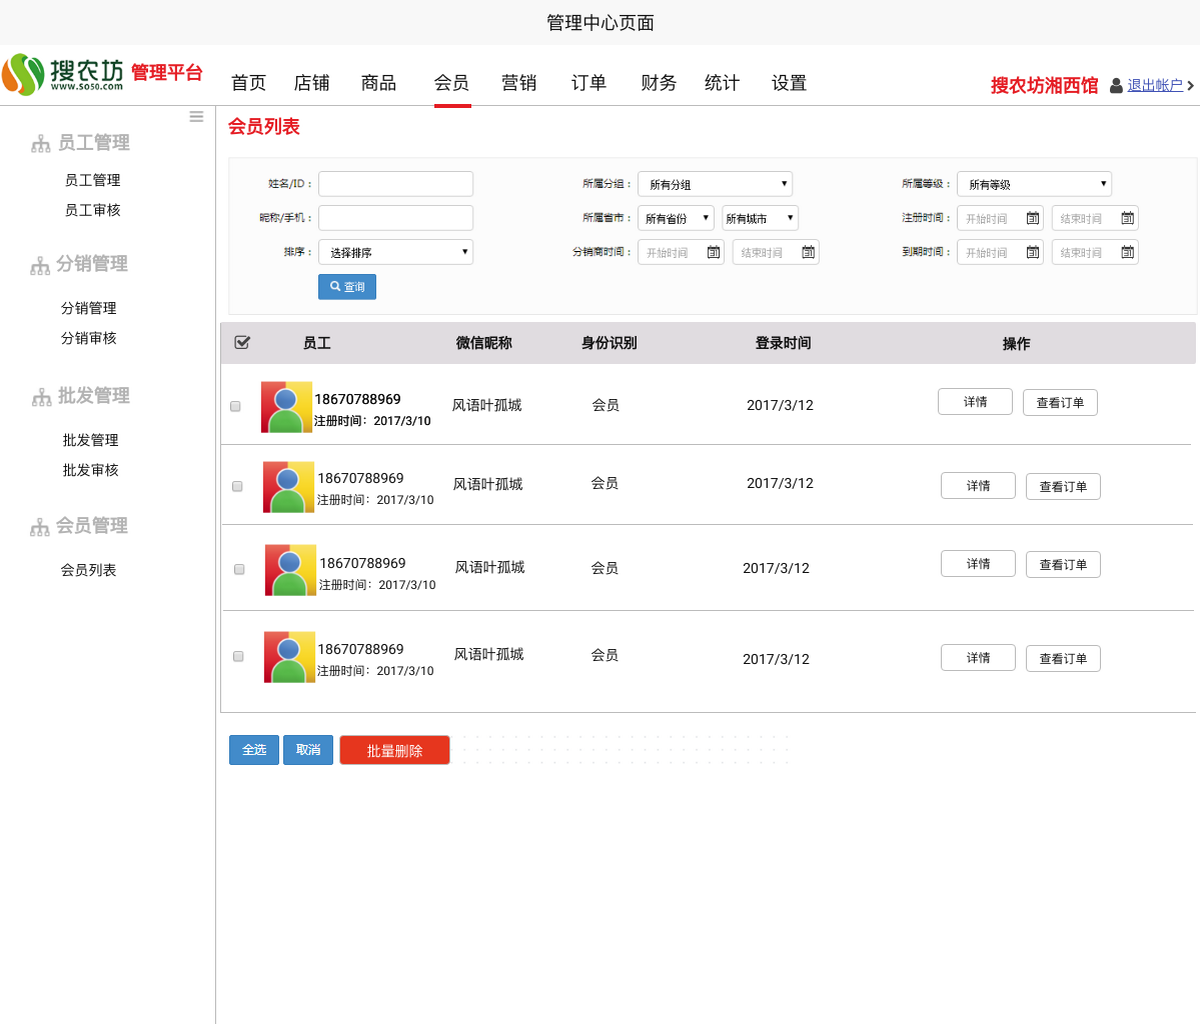 管理中心页面
搜农坊 管理平台
www.so50.com
首页 店铺 商品 会员 营销 订单 财务 统计 设置
搜农坊湘西馆 退出帐户
员工管理
员工管理
员工审核
分销管理
分销管理
分销审核
批发管理
批发管理
批发审核
会员管理
会员列表
会员列表
姓名/ID： 所属分组： 所有分组 所属等级： 所有等级
昵称/手机： 所属省市： 所有省份 所有城市 注册时间： 开始时间 结束时间
排序： 选择排序 分销商时间： 开始时间 结束时间 到期时间： 开始时间 结束时间
查询
员工 微信昵称 身份识别 登录时间 操作
18670788969 风语叶孤城 会员 2017/3/12 详情 查看订单
注册时间：2017/3/10
18670788969 风语叶孤城 会员 2017/3/12 详情 查看订单
注册时间：2017/3/10
18670788969 风语叶孤城 会员 2017/3/12 详情 查看订单
注册时间：2017/3/10
18670788969 风语叶孤城 会员 2017/3/12 详情 查看订单
注册时间：2017/3/10
全选 取消 批量删除